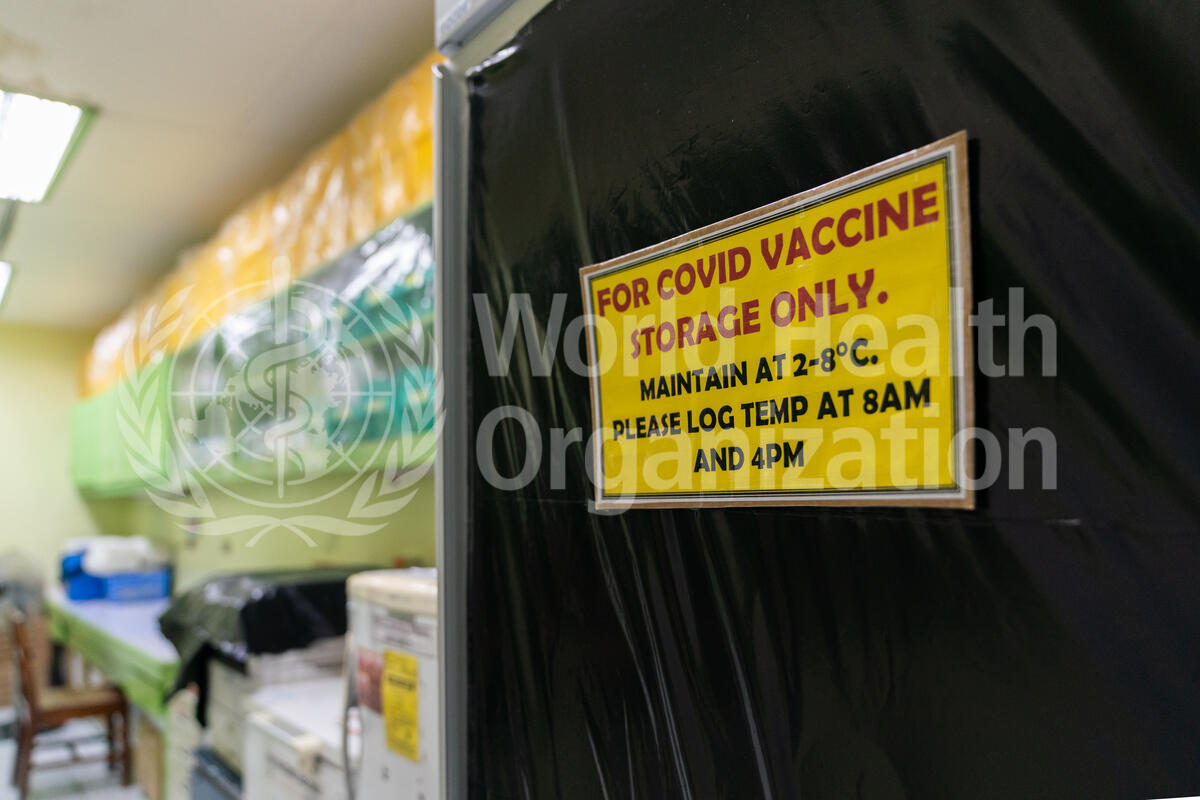 FOR COVID VACCINE
STORAGE ONLY.
MAINTAIN AT 2-8°C.
PLEASE LOG TEMP AT 8AM
AND 4PM
World Health
Organization